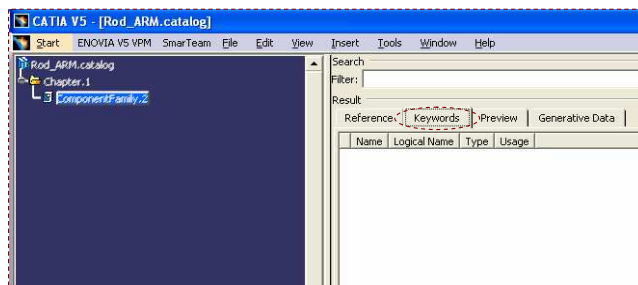 CATIA V5 - [Rod_ARM.catalog]
Start ENOVIA V5 VPM SmarTeam File Edit View Insert Tools Window Help
Rod_ARM.catalog
Chapter.1
ComponentFamily.2
Search
Filter:
Result
Reference Keywords Preview Generative Data
Name Logical Name Type Usage